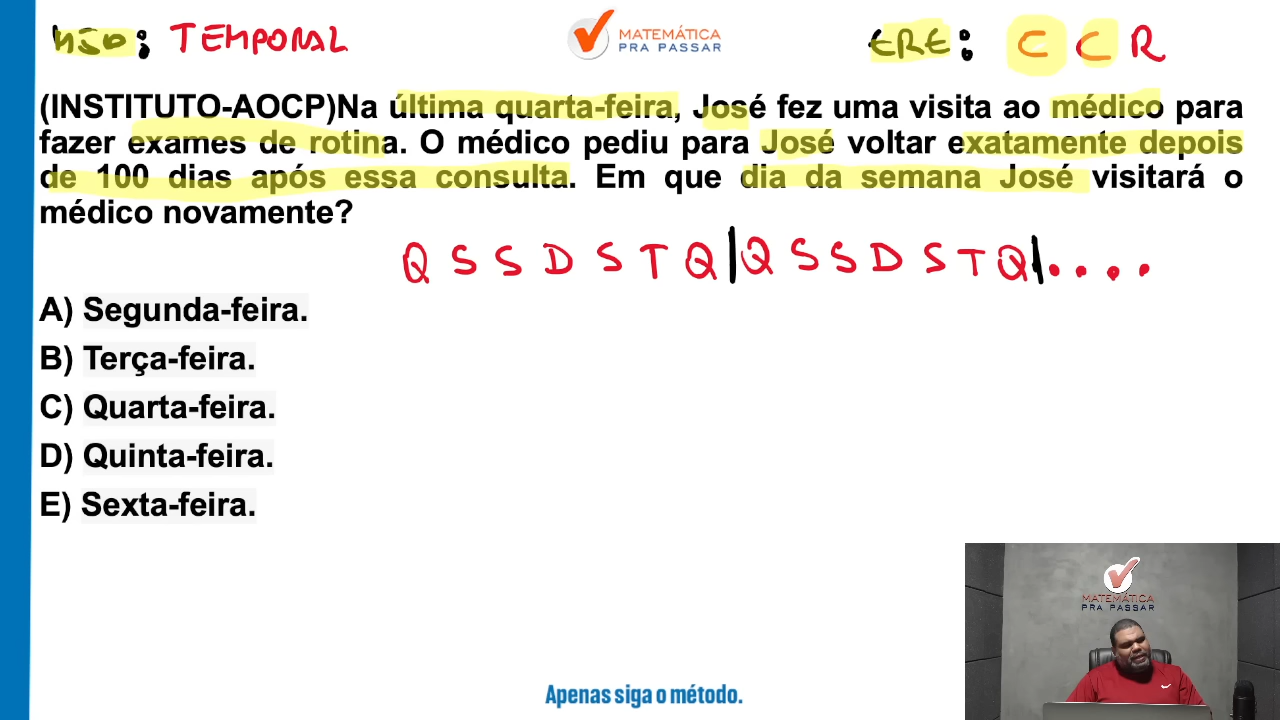 NSO: TEMPORAL
MATEMÁTICA
PRA PASSAR
CRE: C C R
(INSTITUTO-AOCP)Na última quarta-feira, José fez uma visita ao médico para
fazer exames de rotina. O médico pediu para José voltar exatamente depois
de 100 dias após essa consulta. Em que dia da semana José visitará o
médico novamente?
Q S S D S T Q | Q S S D S T Q | . . . .
A) Segunda-feira.
B) Terça-feira.
C) Quarta-feira.
D) Quinta-feira.
E) Sexta-feira.
MATEMÁTICA
PRA PASSAR
Apenas siga o método.